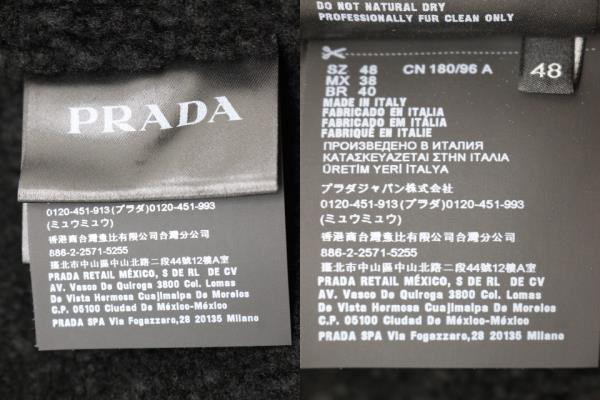 PRADA
0120-451-913(プラダ)0120-451-993
(ミュウミュウ)
香港商台灣意比有限公司台灣分公司
886-2-2571-5255
臺北市中山區中山北路二段44號12樓A室
PRADA RETAIL MÉXICO, S DE RL DE CV
AV. Vasco De Quiroga 3800 Col. Lomas
De Vista Hermosa Cuajimalpa De Morelos
C.P. 05100 Ciudad De México-México
PRADA SPA Via Fogazzaro,28 20135 Milano
DO NOT NATURAL DRY
PROFESSIONALLY FUR CLEAN ONLY
SZ 48 CN 180/96 A
MX 38
BR 40
48
MADE IN ITALY
FABRICADO EN ITALIA
FABRICADO EM ITÁLIA
FABRIQUÉ EN ITALIE
ПРОИЗВЕДЕНО В ИТАЛИЯ
ΚΑΤΑΣΚΕΥΑΖΕΤΑΙ ΣΤΗΝ ΙΤΑΛΙΑ
ÜRETİM YERİ İTALYA
プラダジャパン株式会社
0120-451-913(プラダ)0120-451-993
(ミュウミュウ)
香港商台灣意比有限公司台灣分公司
886-2-2571-5255
臺北市中山區中山北路二段44號12樓A室
PRADA RETAIL MÉXICO, S DE RL DE CV
AV. Vasco De Quiroga 3800 Col. Lomas
De Vista Hermosa Cuajimalpa De Morelos
C.P. 05100 Ciudad De México-México
PRADA SPA Via Fogazzaro,28 20135 Milano